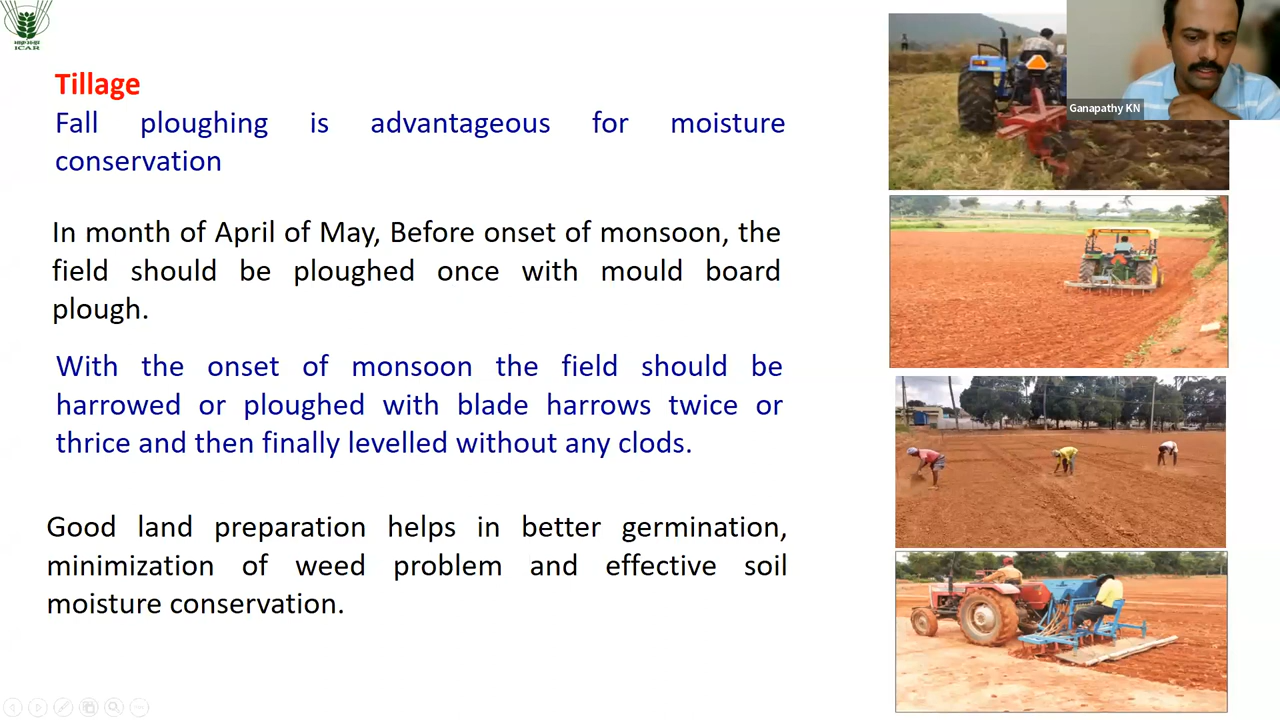 ICAR
Tillage
Fall ploughing is advantageous for moisture
conservation
In month of April of May, Before onset of monsoon, the
field should be ploughed once with mould board
plough.
With the onset of monsoon the field should be
harrowed or ploughed with blade harrows twice or
thrice and then finally levelled without any clods.
Good land preparation helps in better germination,
minimization of weed problem and effective soil
moisture conservation.
Ganapathy KN